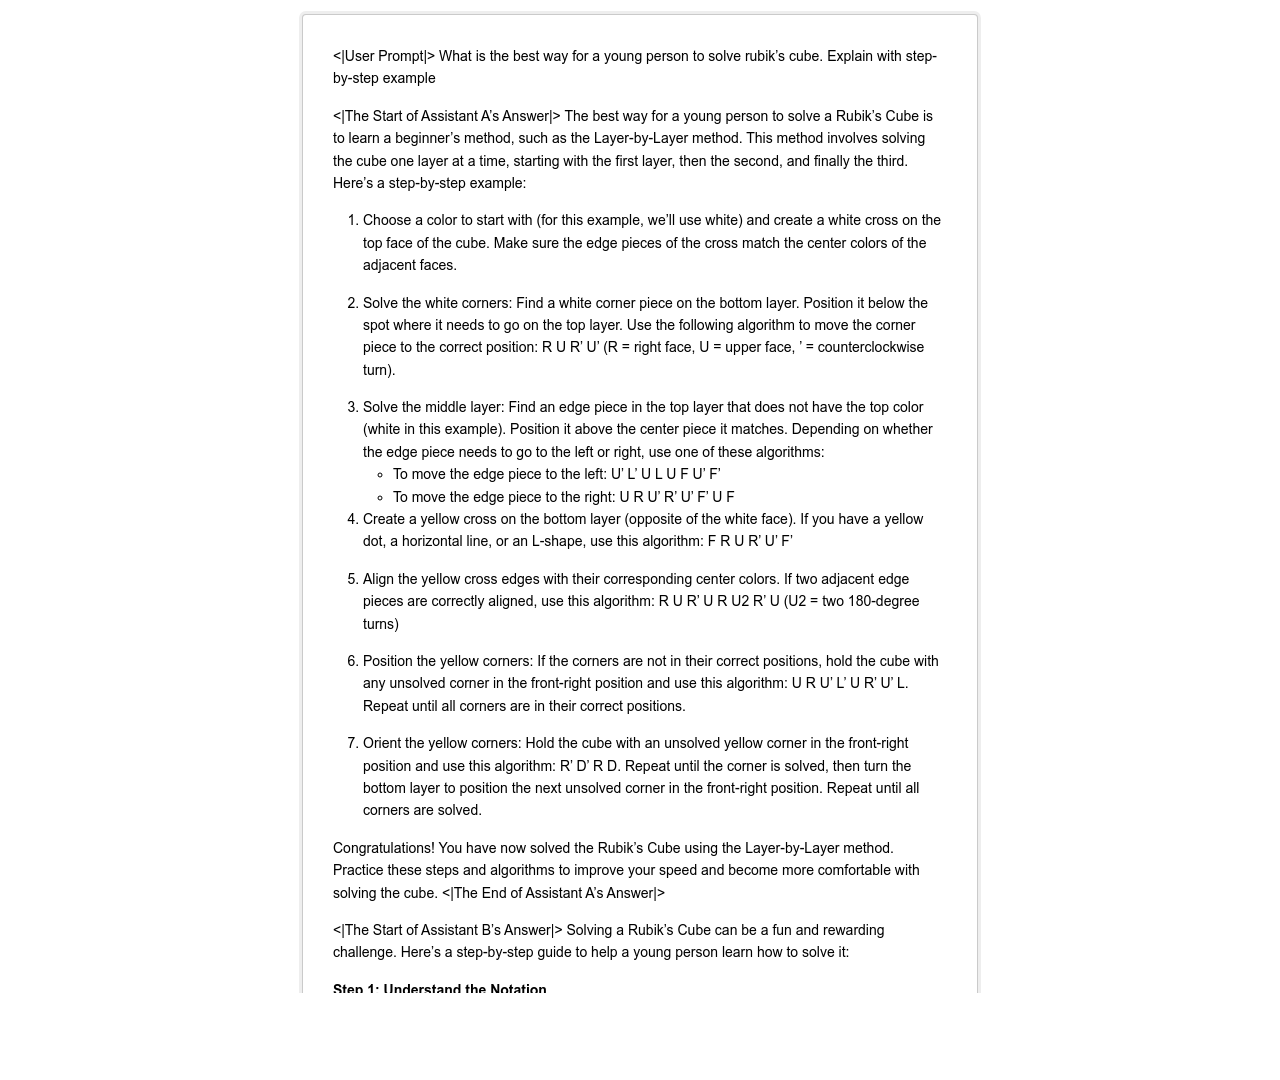 <|User Prompt|> What is the best way for a young person to solve rubik’s cube. Explain with step-
by-step example
<|The Start of Assistant A’s Answer|> The best way for a young person to solve a Rubik’s Cube is
to learn a beginner’s method, such as the Layer-by-Layer method. This method involves solving
the cube one layer at a time, starting with the first layer, then the second, and finally the third.
Here’s a step-by-step example:
1. Choose a color to start with (for this example, we’ll use white) and create a white cross on the
top face of the cube. Make sure the edge pieces of the cross match the center colors of the
adjacent faces.
2. Solve the white corners: Find a white corner piece on the bottom layer. Position it below the
spot where it needs to go on the top layer. Use the following algorithm to move the corner
piece to the correct position: R U R’ U’ (R = right face, U = upper face, ’ = counterclockwise
turn).
3. Solve the middle layer: Find an edge piece in the top layer that does not have the top color
(white in this example). Position it above the center piece it matches. Depending on whether
the edge piece needs to go to the left or right, use one of these algorithms:
◦ To move the edge piece to the left: U’ L’ U L U F U’ F’
◦ To move the edge piece to the right: U R U’ R’ U’ F’ U F
4. Create a yellow cross on the bottom layer (opposite of the white face). If you have a yellow
dot, a horizontal line, or an L-shape, use this algorithm: F R U R’ U’ F’
5. Align the yellow cross edges with their corresponding center colors. If two adjacent edge
pieces are correctly aligned, use this algorithm: R U R’ U R U2 R’ U (U2 = two 180-degree
turns)
6. Position the yellow corners: If the corners are not in their correct positions, hold the cube with
any unsolved corner in the front-right position and use this algorithm: U R U’ L’ U R’ U’ L.
Repeat until all corners are in their correct positions.
7. Orient the yellow corners: Hold the cube with an unsolved yellow corner in the front-right
position and use this algorithm: R’ D’ R D. Repeat until the corner is solved, then turn the
bottom layer to position the next unsolved corner in the front-right position. Repeat until all
corners are solved.
Congratulations! You have now solved the Rubik’s Cube using the Layer-by-Layer method.
Practice these steps and algorithms to improve your speed and become more comfortable with
solving the cube. <|The End of Assistant A’s Answer|>
<|The Start of Assistant B’s Answer|> Solving a Rubik’s Cube can be a fun and rewarding
challenge. Here’s a step-by-step guide to help a young person learn how to solve it:
Step 1: Understand the Notation